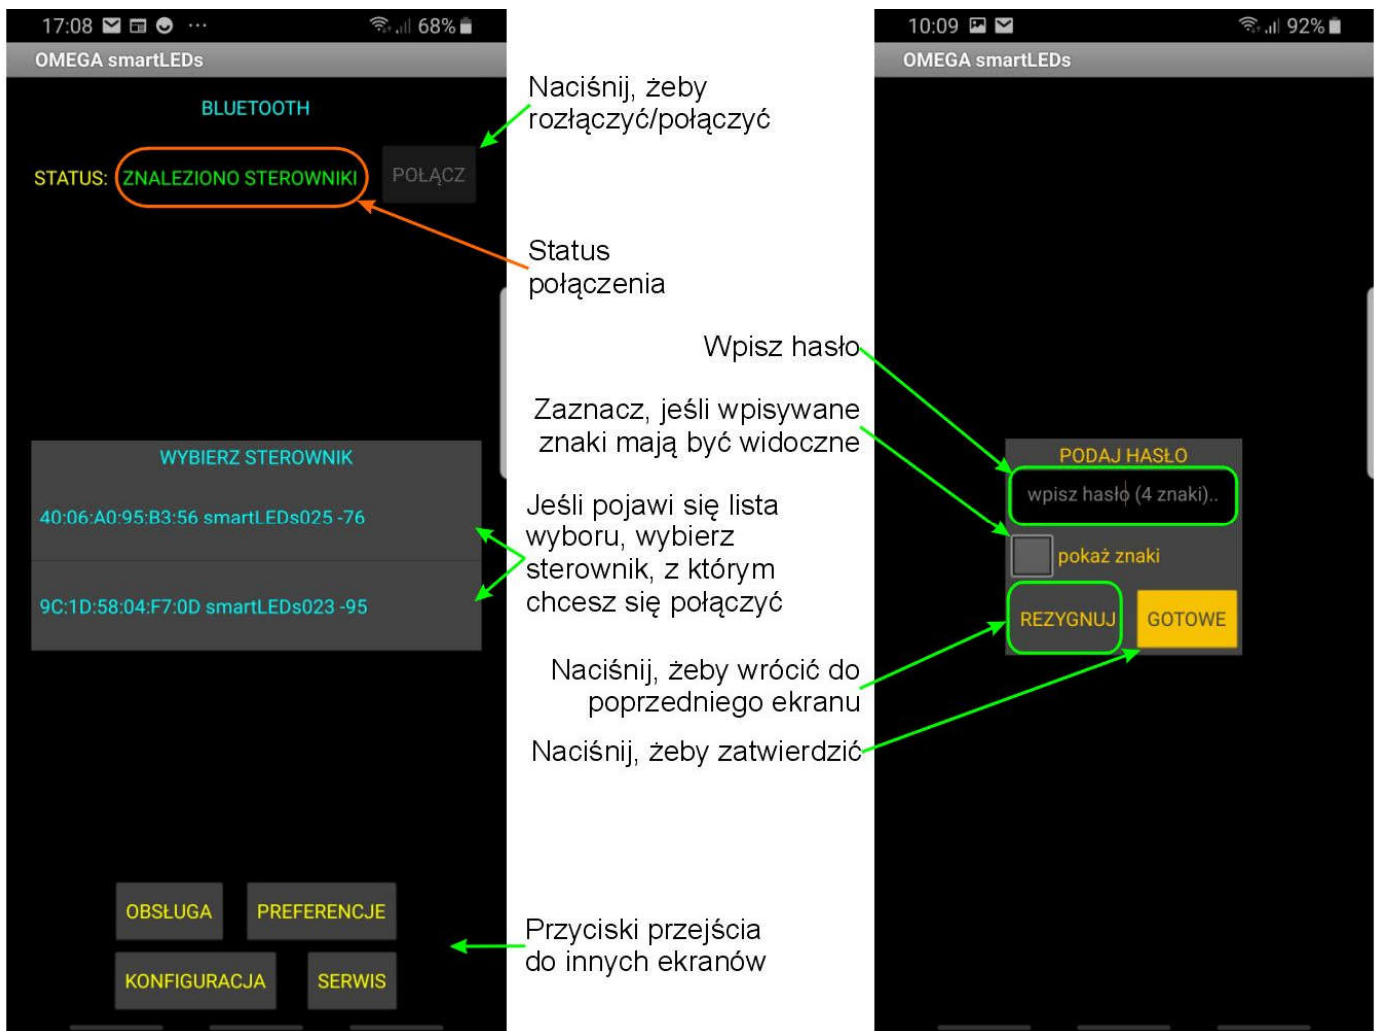 17:08 68%
OMEGA smartLEDs
BLUETOOTH
STATUS: ZNALEZIONO STEROWNIKI POŁĄCZ
WYBIERZ STEROWNIK
40:06:A0:95:B3:56 smartLEDs025 -76
9C:1D:58:04:F7:0D smartLEDs023 -95
OBSŁUGA PREFERENCJE
KONFIGURACJA SERWIS
Naciśnij, żeby
rozłączyć/połączyć
Status
połączenia
Wpisz hasło
Zaznacz, jeśli wpisywane
znaki mają być widoczne
Jeśli pojawi się lista
wyboru, wybierz
sterownik, z którym
chcesz się połączyć
Naciśnij, żeby wrócić do
poprzedniego ekranu
Naciśnij, żeby zatwierdzić
Przyciski przejścia
do innych ekranów
10:09 92%
OMEGA smartLEDs
PODAJ HASŁO
wpisz hasło (4 znaki)..
pokaż znaki
REZYGNUJ GOTOWE